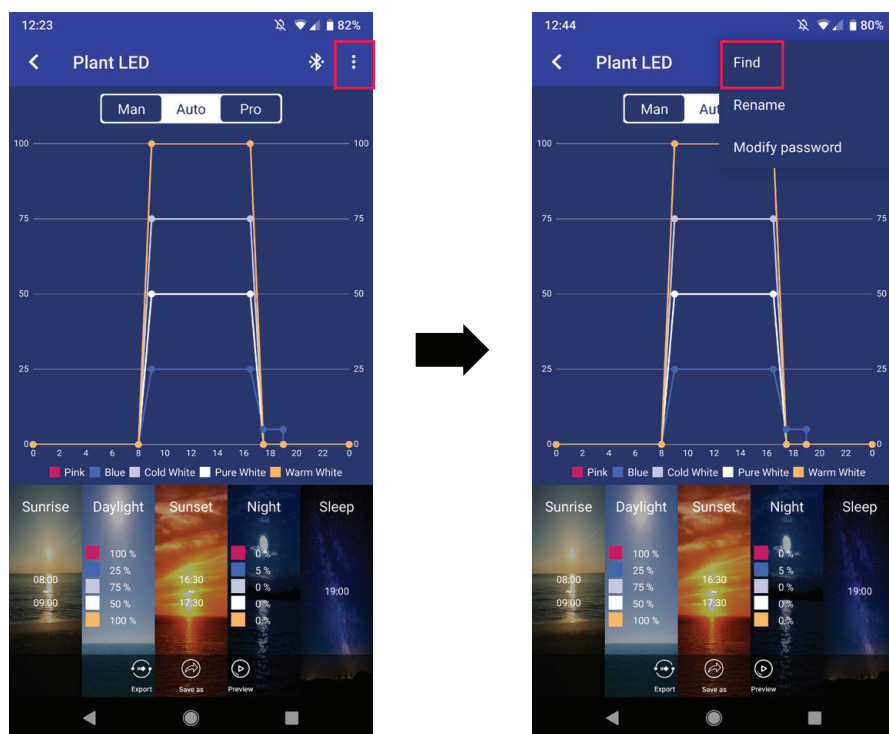 12:23 82%
Plant LED
Man Auto Pro
100 100
75 75
50 50
25 25
0 0
0 2 4 6 8 10 12 14 16 18 20 22 0
Pink Blue Cold White Pure White Warm White
Sunrise Daylight Sunset Night Sleep
100 % 0 %
25 % 5 %
08:00 75 % 16:30 0 % 19:00
~ ~
09:00 50 % 17:30 0 %
100 % 0 %
Export Save as Preview
12:44 80%
Plant LED Find
Rename
Man Aut
Modify password
100
75 75
50 50
25 25
0 0
0 2 4 6 8 10 12 14 16 18 20 22 0
Pink Blue Cold White Pure White Warm White
Sunrise Daylight Sunset Night Sleep
100 % 0 %
25 % 5 %
08:00 75 % 16:30 0 % 19:00
~ ~
09:00 50 % 17:30 0 %
100 % 0 %
Export Save as Preview